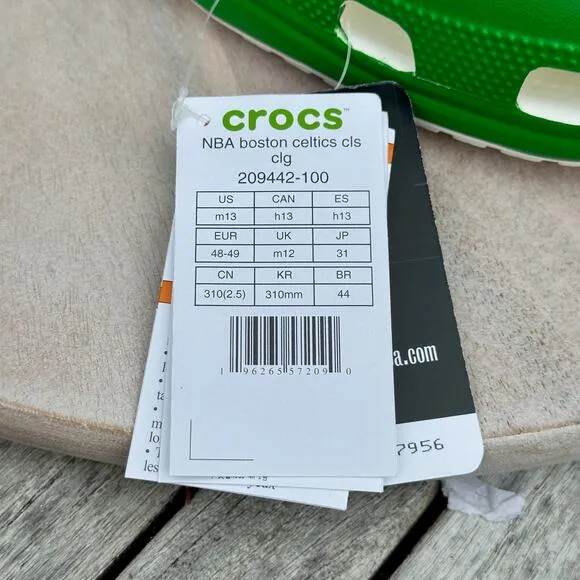 crocs™
NBA boston celtics cls
clg
209442-100
US CAN ES
m13 h13 h13
EUR UK JP
48-49 m12 31
CN KR BR
310(2.5) 310mm 44
1 96265 57209 0
a.com
7956